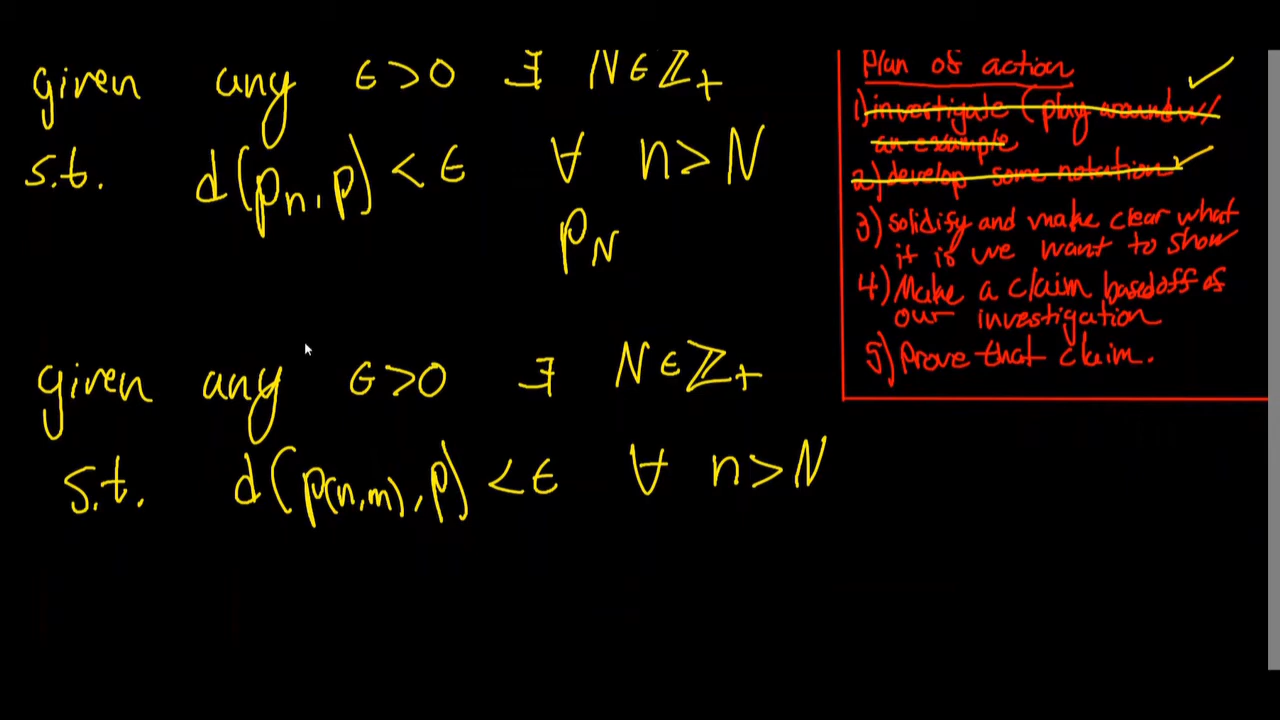 given any ϵ>0 ∃ N∈ℤ₊
s.t. d(pₙ,p)<ϵ ∀ n>N
p_N
given any ϵ>0 ∃ N∈ℤ₊
s.t. d(p(n,m),p)<ϵ ∀ n>N
Plan of action
1) investigate (play around w/
an example
2) develop some notation
3) solidify and make clear what
it is we want to show
4) Make a claim based off of
our investigation
5) Prove that claim.